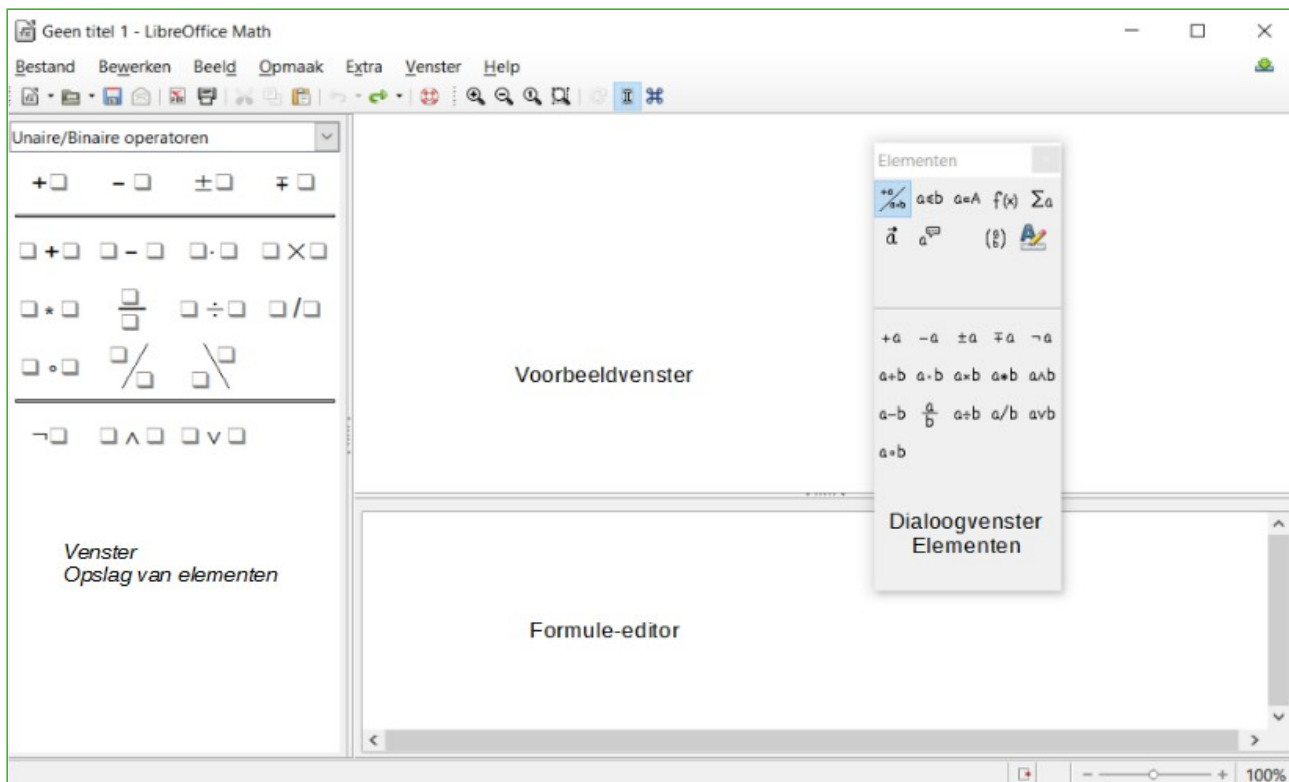 Geen titel 1 - LibreOffice Math
Bestand Bewerken Beeld Opmaak Extra Venster Help
Unaire/Binaire operatoren
+□ -□ ±□ ∓□
□+□ □-□ □·□ □×□
□*□ □/□ □÷□ □/□
□∘□ □/□ □\□
¬□ □∧□ □∨□
Venster
Opslag van elementen
Voorbeeldvenster
Elementen
+a/a+b a≤b a∈A f(x) Σa
a⃗ a (a b)
+a -a ±a ∓a ¬a
a+b a·b a×b a*b a∧b
a-b a/b a÷b a/b a∨b
a∘b
Dialoogvenster
Elementen
Formule-editor
100%